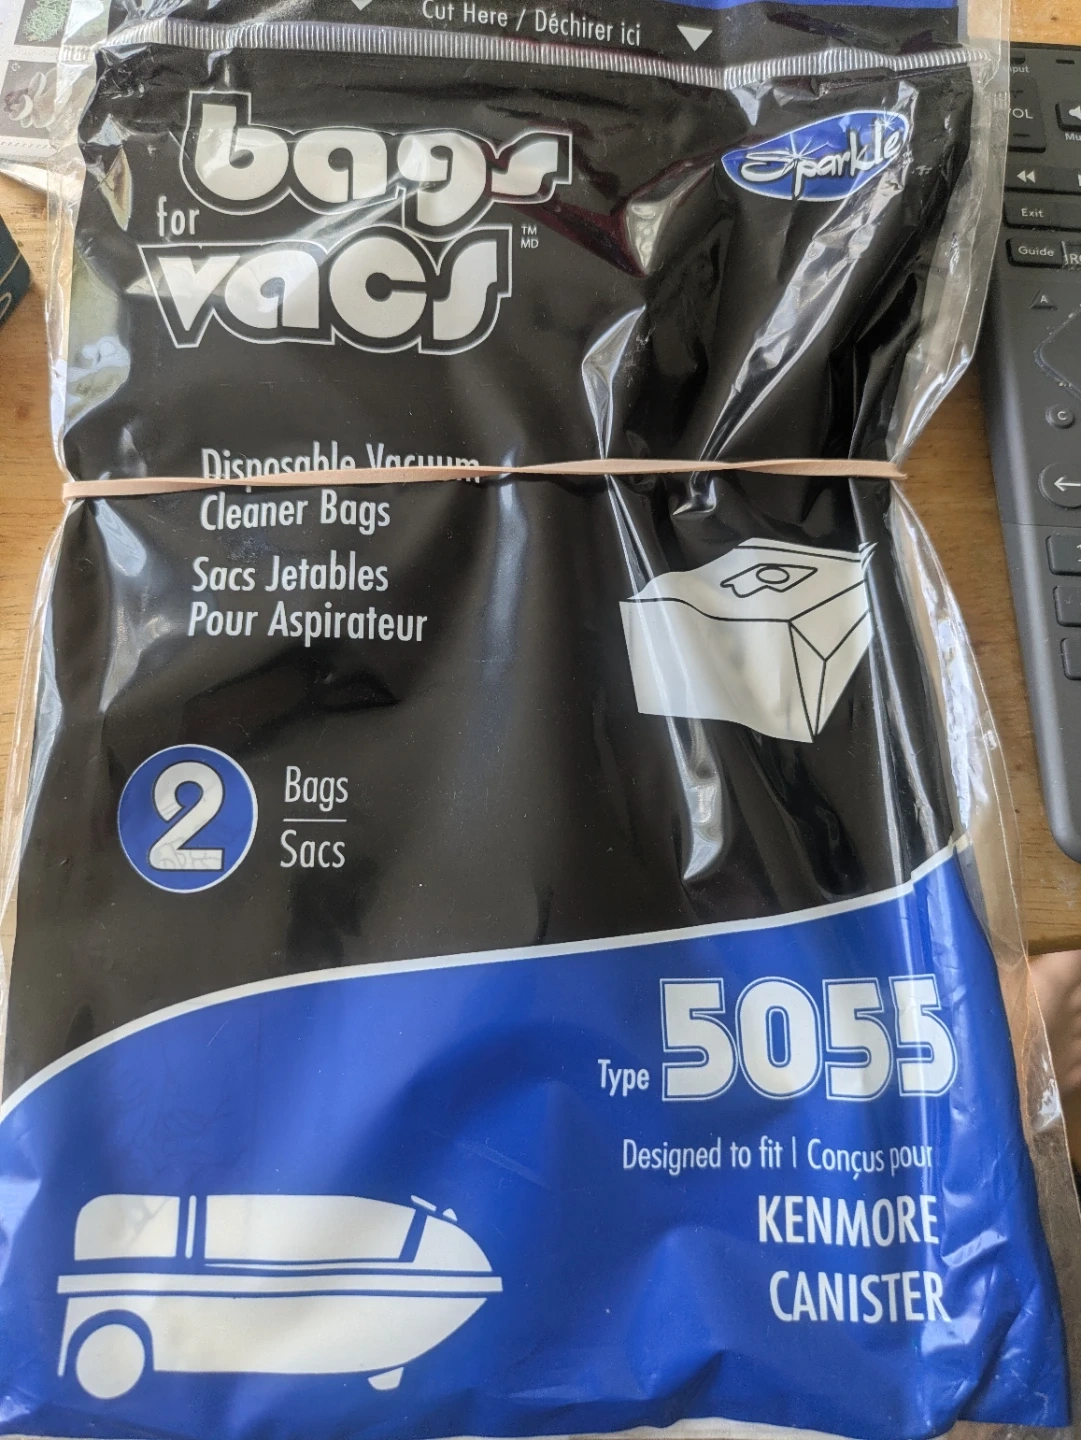 Cut Here / Déchirer ici
bags
for
vacs
TM
MD
Sparkle
Disposable Vacuum
Cleaner Bags
Sacs Jetables
Pour Aspirateur
2
Bags
Sacs
Type 5055
Designed to fit | Conçus pour
KENMORE
CANISTER
VOL
Exit
Guide
A
C